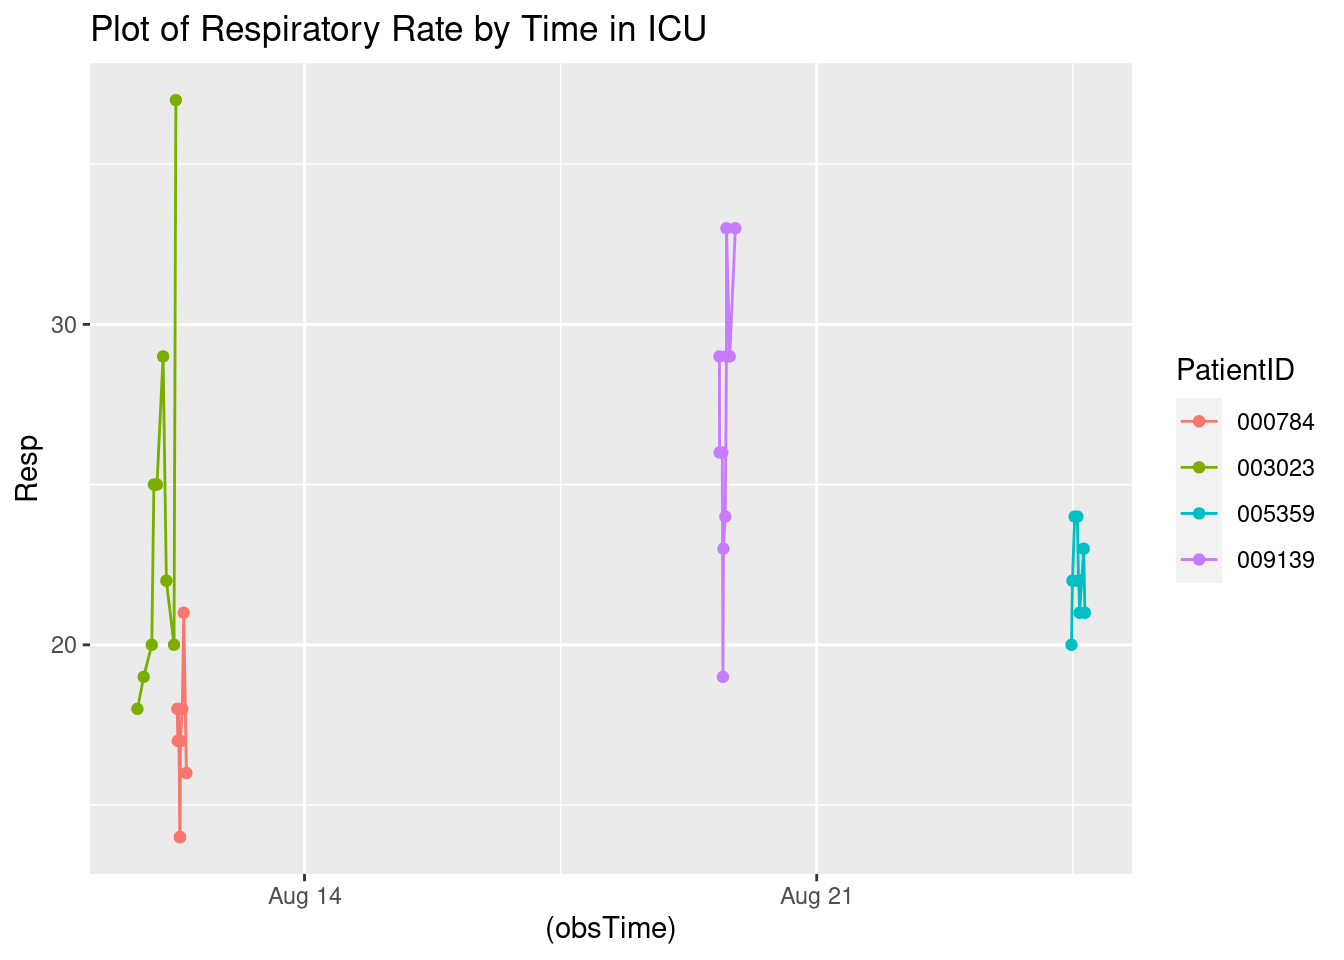 Plot of Respiratory Rate by Time in ICU
30
20
Resp
Aug 14
Aug 21
(obsTime)
PatientID
000784
003023
005359
009139